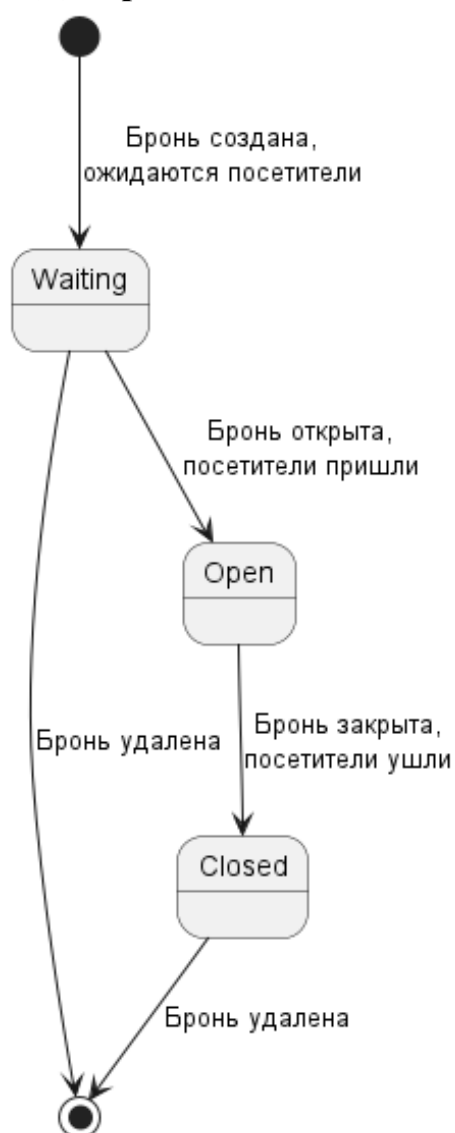 Бронь создана,
ожидаются посетители
Waiting
Бронь открыта,
посетители пришли
Open
Бронь удалена
Бронь закрыта,
посетители ушли
Closed
Бронь удалена